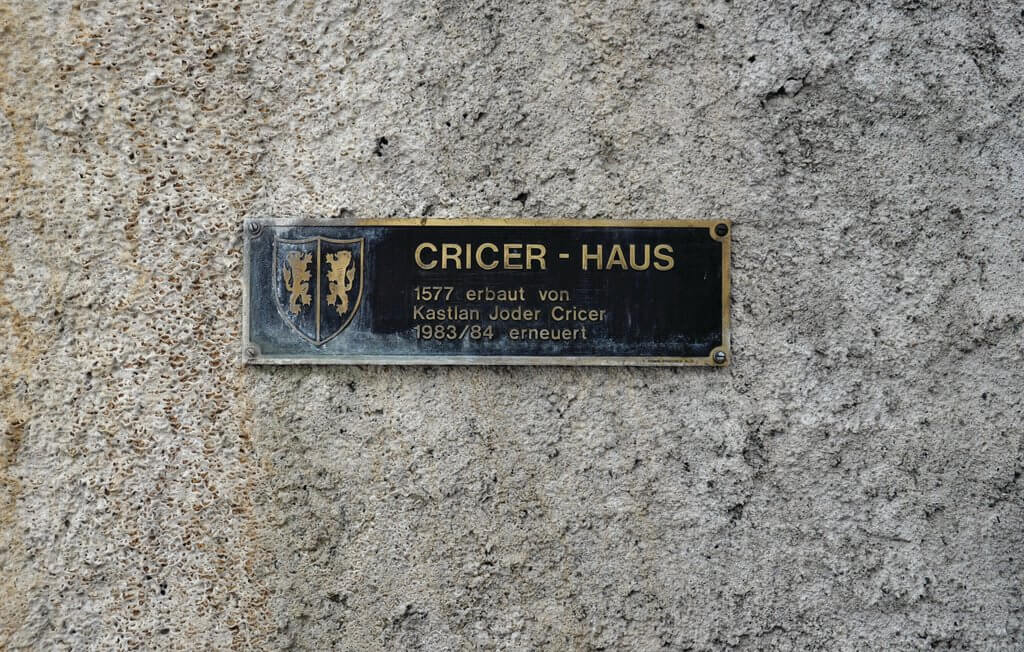 CRICER - HAUS
1577 erbaut von
Kastlan Joder Cricer
1983/84 erneuert